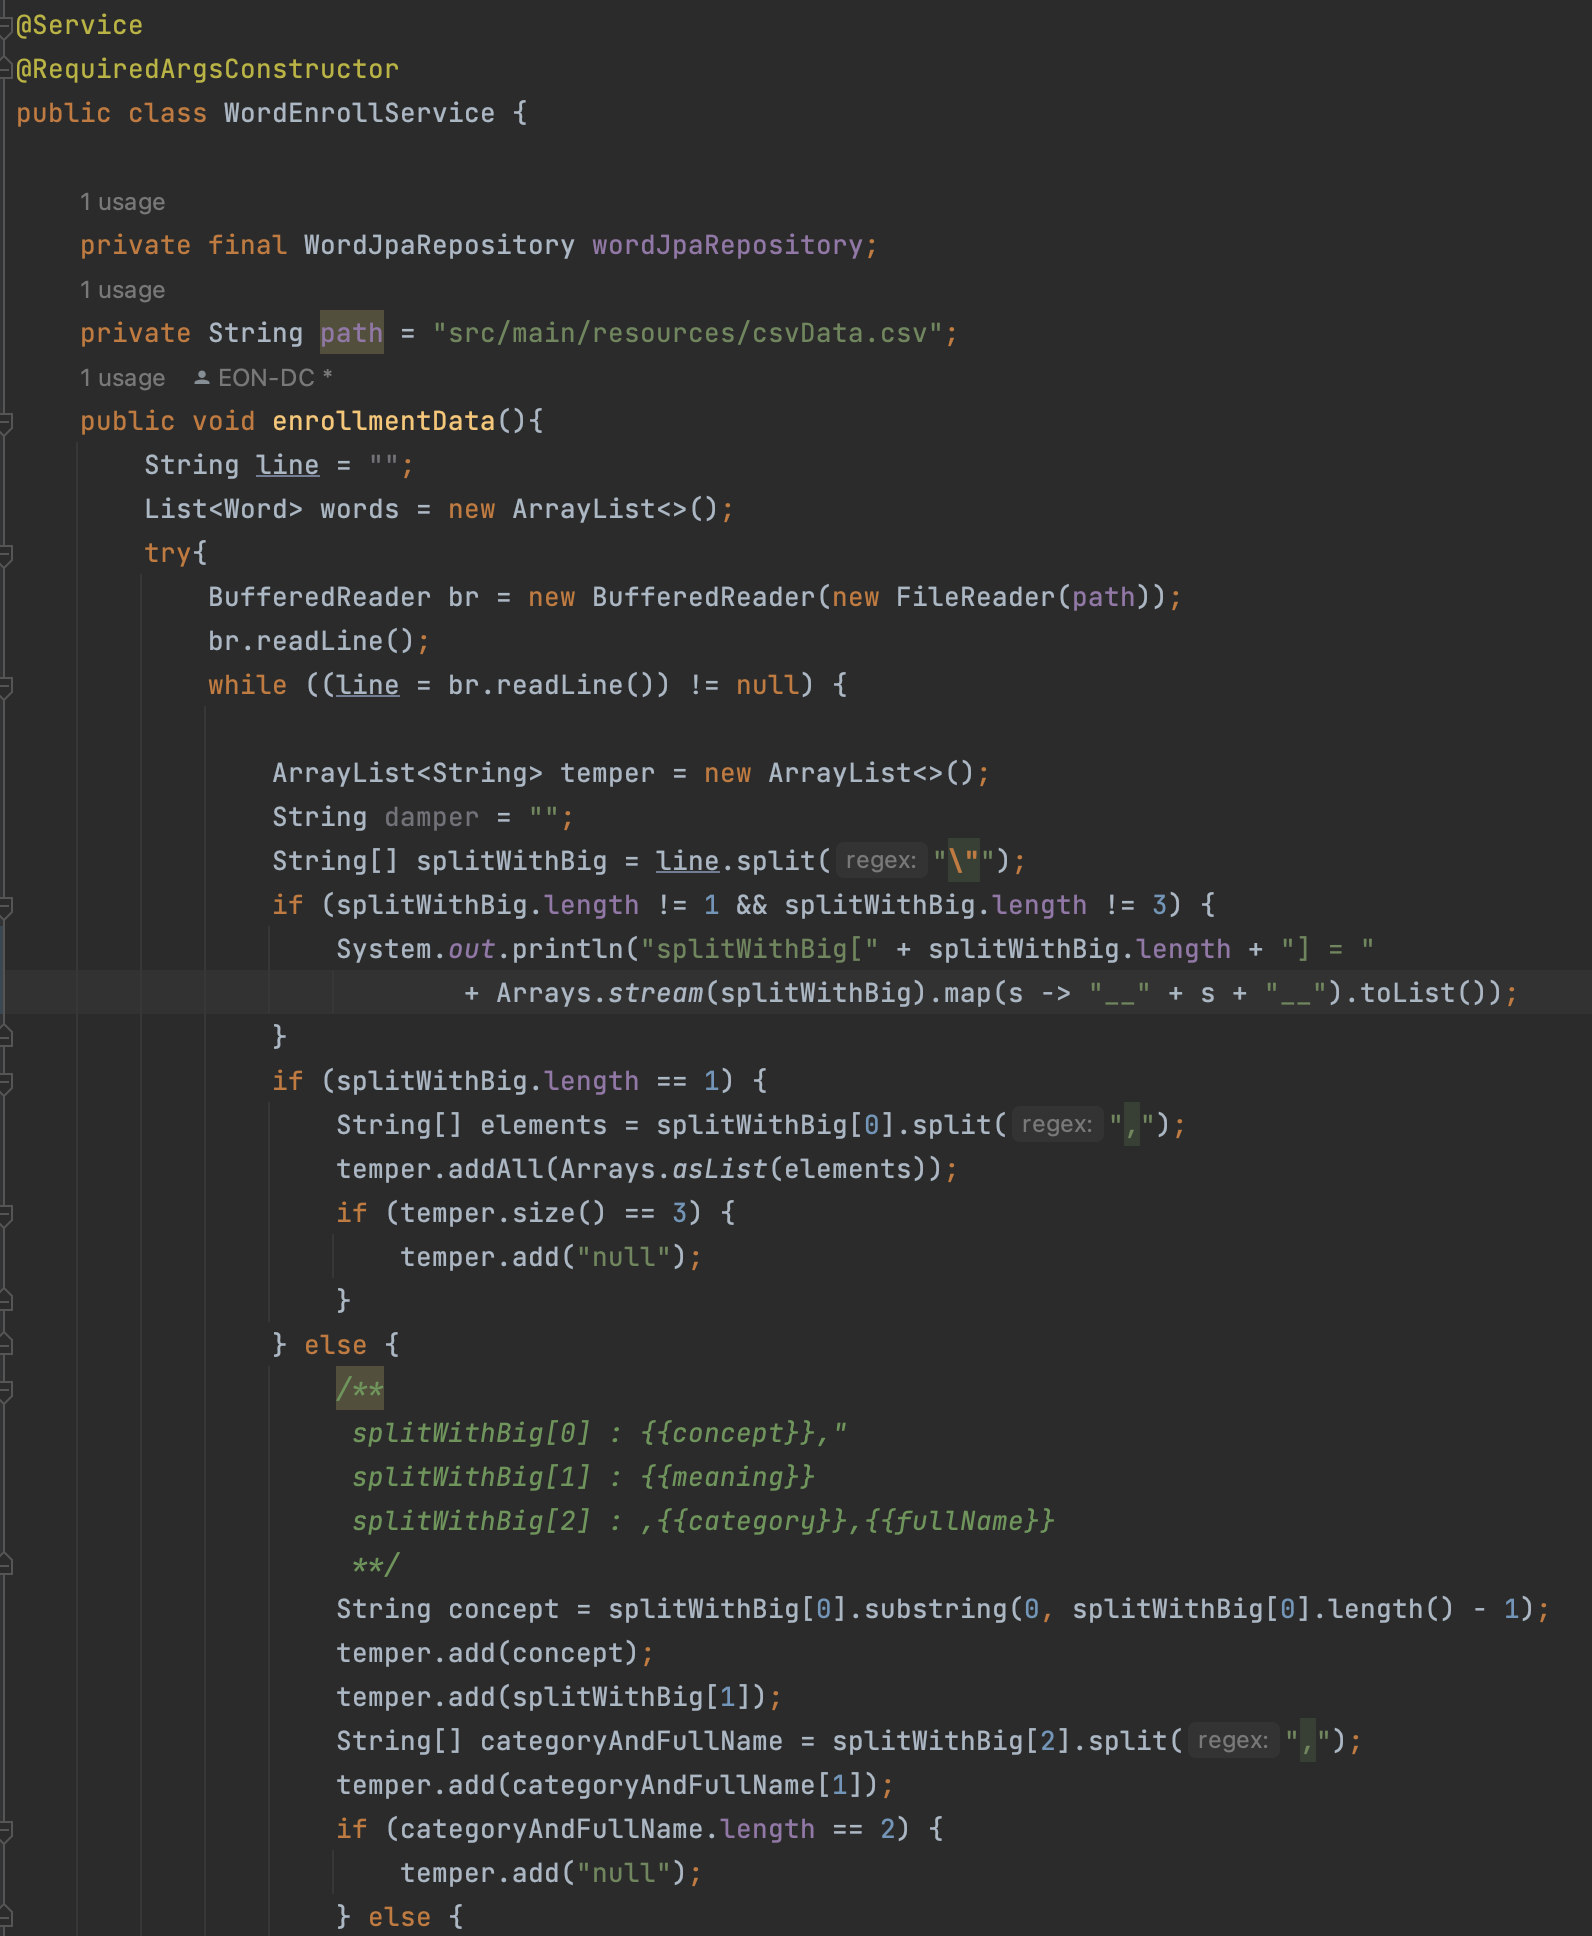 @Service
@RequiredArgsConstructor
public class WordEnrollService {
1 usage
private final WordJpaRepository wordJpaRepository;
1 usage
private String path = "src/main/resources/csvData.csv";
1 usage EON-DC *
public void enrollmentData(){
String line = "";
List<Word> words = new ArrayList<>();
try{
BufferedReader br = new BufferedReader(new FileReader(path));
br.readLine();
while ((line = br.readLine()) != null) {
ArrayList<String> temper = new ArrayList<>();
String damper = "";
String[] splitWithBig = line.split( regex: "\"");
if (splitWithBig.length != 1 && splitWithBig.length != 3) {
System.out.println("splitWithBig[" + splitWithBig.length + "] = "
+ Arrays.stream(splitWithBig).map(s -> "__" + s + "__").toList());
}
if (splitWithBig.length == 1) {
String[] elements = splitWithBig[0].split( regex: ",");
temper.addAll(Arrays.asList(elements));
if (temper.size() == 3) {
temper.add("null");
}
} else {
/**
splitWithBig[0] : {{concept}},"
splitWithBig[1] : {{meaning}}
splitWithBig[2] : ,{{category}},{{fullName}}
**/
String concept = splitWithBig[0].substring(0, splitWithBig[0].length() - 1);
temper.add(concept);
temper.add(splitWithBig[1]);
String[] categoryAndFullName = splitWithBig[2].split( regex: ",");
temper.add(categoryAndFullName[1]);
if (categoryAndFullName.length == 2) {
temper.add("null");
} else {